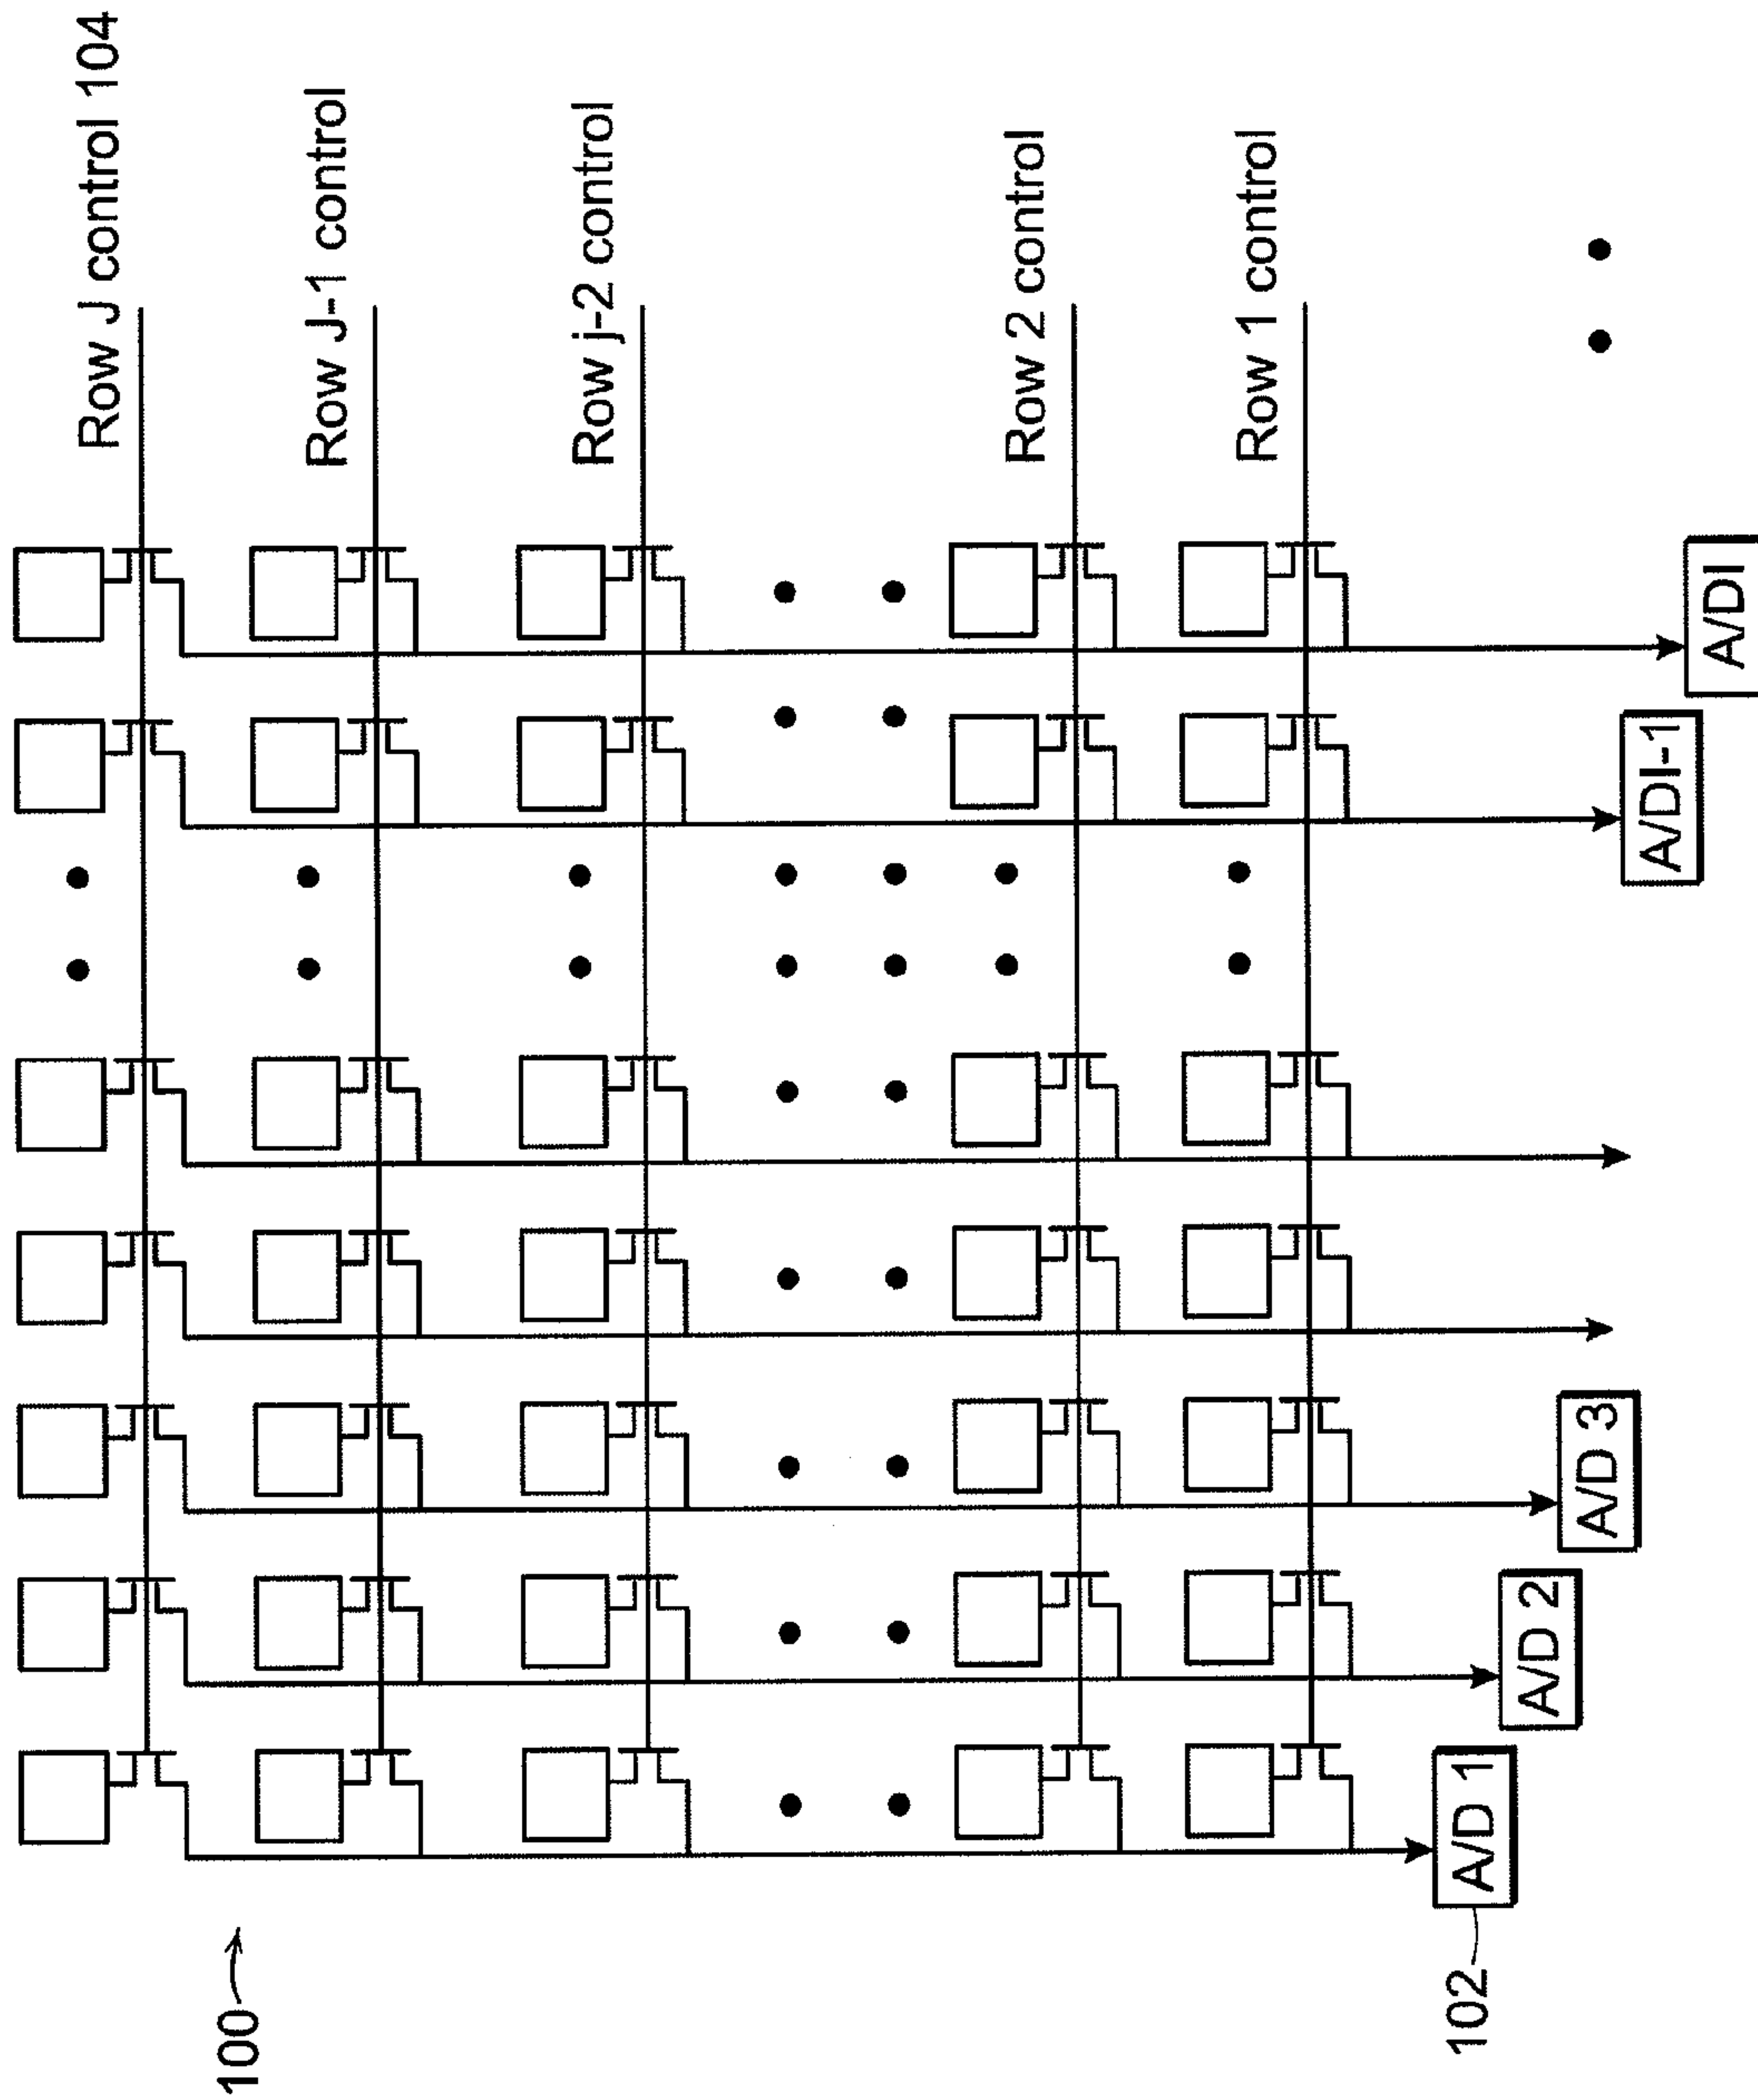 100
Row J control 104
Row J-1 control
Row j-2 control
Row 2 control
Row 1 control
102
A/D 1
A/D 2
A/D 3
A/DI-1
A/DI